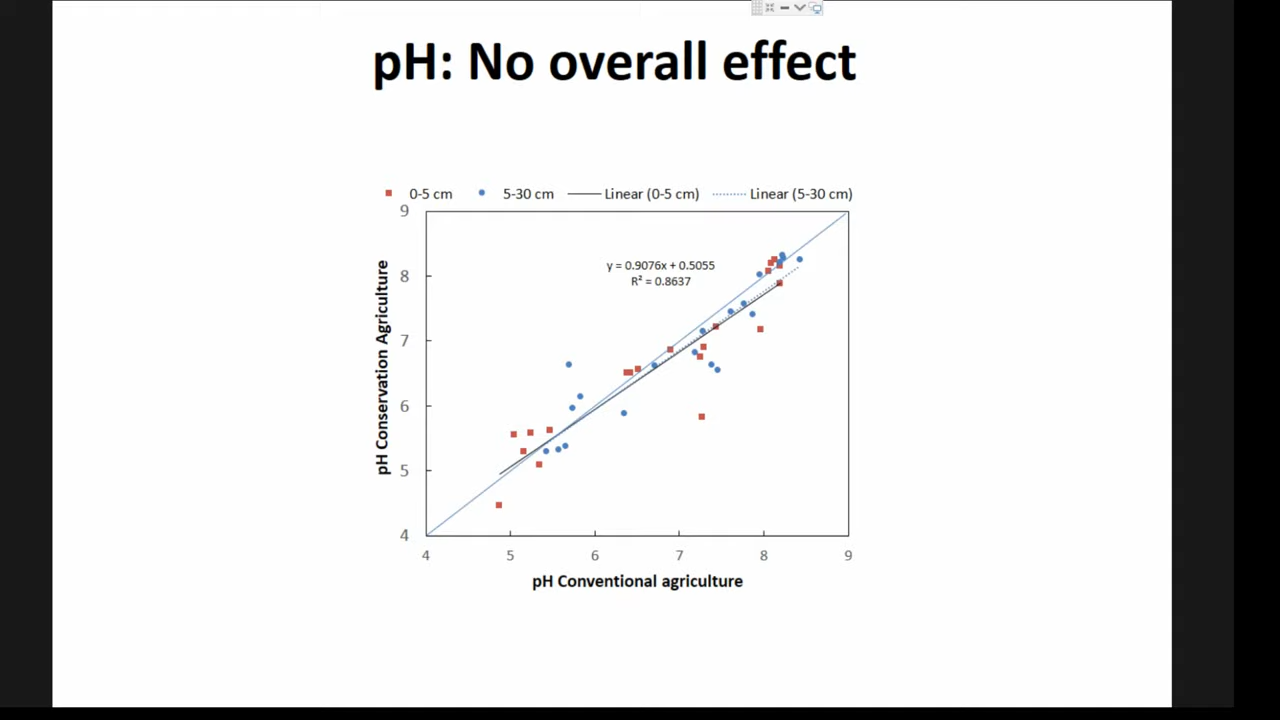 pH: No overall effect
0-5 cm 5-30 cm Linear (0-5 cm) Linear (5-30 cm)
9
8
7
6
5
4
y = 0.9076x + 0.5055
R² = 0.8637
pH Conservation Agriculture
4 5 6 7 8 9
pH Conventional agriculture